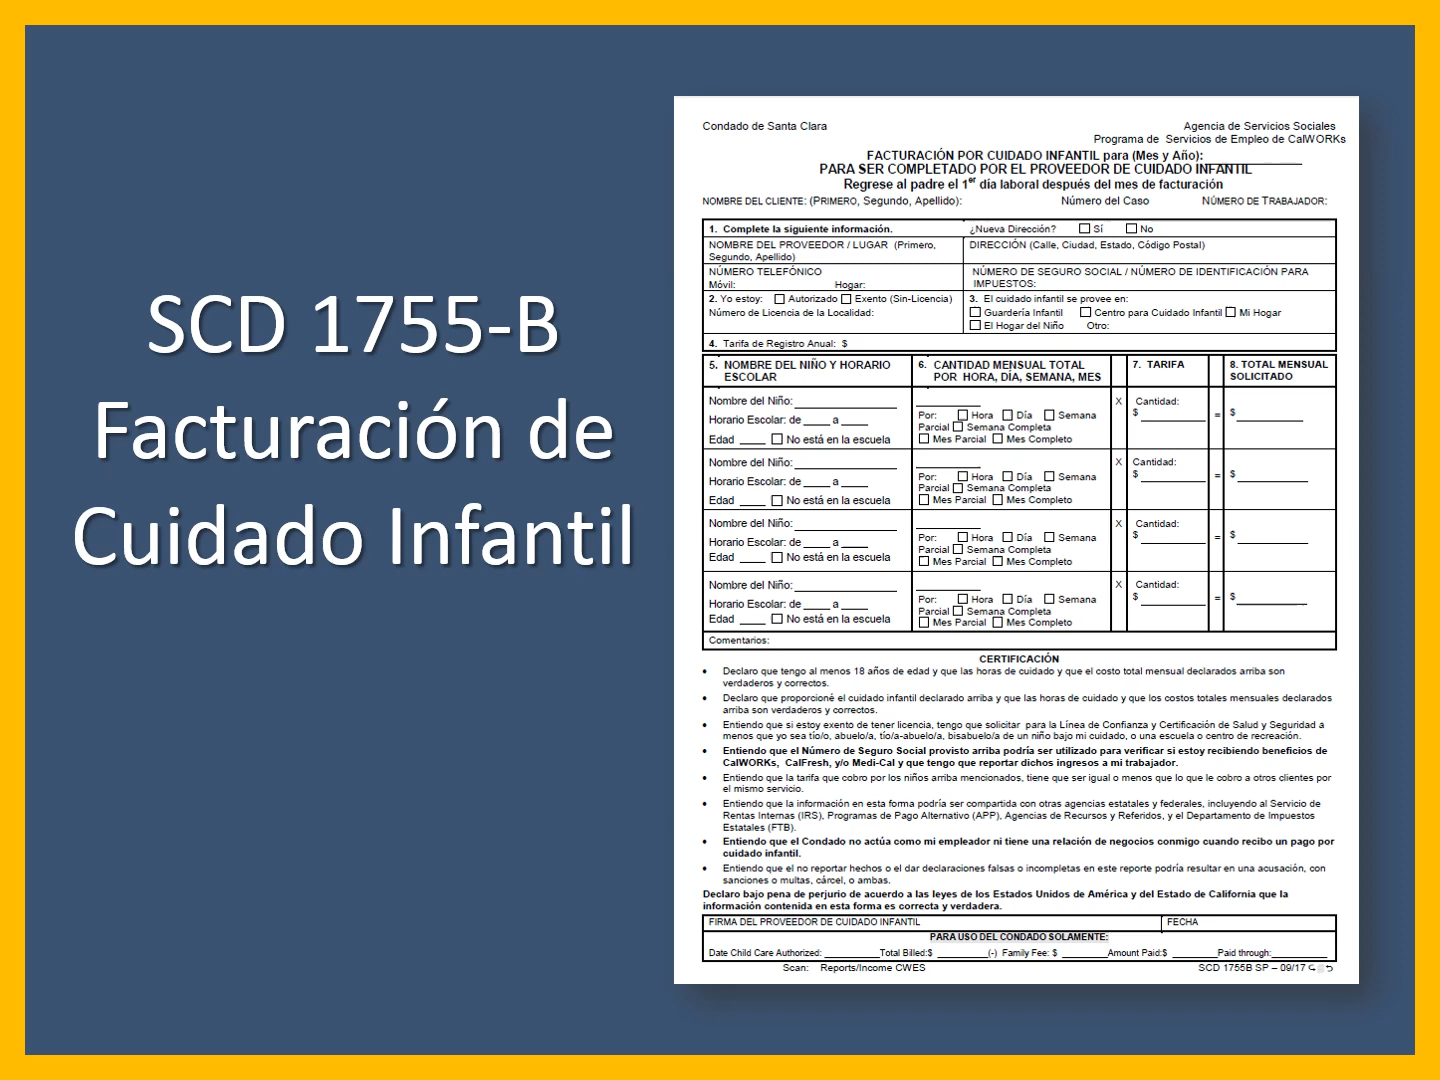 SCD 1755-B
Facturación de
Cuidado Infantil
Condado de Santa Clara
Agencia de Servicios Sociales
Programa de Servicios de Empleo de CalWORKs
FACTURACIÓN POR CUIDADO INFANTIL para (Mes y Año):
PARA SER COMPLETADO POR EL PROVEEDOR DE CUIDADO INFANTIL
Regrese al padre el 1er día laboral después del mes de facturación
NOMBRE DEL CLIENTE: (PRIMERO, Segundo, Apellido): Número del Caso NÚMERO DE TRABAJADOR:
1. Complete la siguiente información. ¿Nueva Dirección? Sí No
NOMBRE DEL PROVEEDOR / LUGAR (Primero,
Segundo, Apellido)
DIRECCIÓN (Calle, Ciudad, Estado, Código Postal)
NÚMERO TELEFÓNICO
Móvil: Hogar:
NÚMERO DE SEGURO SOCIAL / NÚMERO DE IDENTIFICACIÓN PARA
IMPUESTOS:
2. Yo estoy: Autorizado Exento (Sin-Licencia)
Número de Licencia de la Localidad:
3. El cuidado infantil se provee en:
Guardería Infantil Centro para Cuidado Infantil Mi Hogar
El Hogar del Niño Otro:
4. Tarifa de Registro Anual: $
5. NOMBRE DEL NIÑO Y HORARIO
ESCOLAR
6. CANTIDAD MENSUAL TOTAL
POR HORA, DÍA, SEMANA, MES
7. TARIFA
8. TOTAL MENSUAL
SOLICITADO
Nombre del Niño:
Horario Escolar: de ____ a ____
Edad ____ No está en la escuela
Por: Hora Día Semana
Parcial Semana Completa
Mes Parcial Mes Completo
X
Cantidad:
$
=
$
Nombre del Niño:
Horario Escolar: de ____ a ____
Edad ____ No está en la escuela
Por: Hora Día Semana
Parcial Semana Completa
Mes Parcial Mes Completo
X
Cantidad:
$
=
$
Nombre del Niño:
Horario Escolar: de ____ a ____
Edad ____ No está en la escuela
Por: Hora Día Semana
Parcial Semana Completa
Mes Parcial Mes Completo
X
Cantidad:
$
=
$
Nombre del Niño:
Horario Escolar: de ____ a ____
Edad ____ No está en la escuela
Por: Hora Día Semana
Parcial Semana Completa
Mes Parcial Mes Completo
X
Cantidad:
$
=
$
Comentarios:
CERTIFICACIÓN
• Declaro que tengo al menos 18 años de edad y que las horas de cuidado y que el costo total mensual declarados arriba son
verdaderos y correctos.
• Declaro que proporcioné el cuidado infantil declarado arriba y que las horas de cuidado y que los costos totales mensuales declarados
arriba son verdaderos y correctos.
• Entiendo que si estoy exento de tener licencia, tengo que solicitar para la Línea de Confianza y Certificación de Salud y Seguridad a
menos que yo sea tío/o, abuelo/a, tío/a-abuelo/a, bisabuelo/a de un niño bajo mi cuidado, o una escuela o centro de recreación.
• Entiendo que el Número de Seguro Social provisto arriba podría ser utilizado para verificar si estoy recibiendo beneficios de
CalWORKs, CalFresh, y/o Medi-Cal y que tengo que reportar dichos ingresos a mi trabajador.
• Entiendo que la tarifa que cobro por los niños arriba mencionados, tiene que ser igual o menos que lo que le cobro a otros clientes por
el mismo servicio.
• Entiendo que la información en esta forma podría ser compartida con otras agencias estatales y federales, incluyendo al Servicio de
Rentas Internas (IRS), Programas de Pago Alternativo (APP), Agencias de Recursos y Referidos, y el Departamento de Impuestos
Estatales (FTB).
• Entiendo que el Condado no actúa como mi empleador ni tiene una relación de negocios conmigo cuando recibo un pago por
cuidado infantil.
• Entiendo que el no reportar hechos o el dar declaraciones falsas o incompletas en este reporte podría resultar en una acusación, con
sanciones o multas, cárcel, o ambas.
Declaro bajo pena de perjurio de acuerdo a las leyes de los Estados Unidos de América y del Estado de California que la
información contenida en esta forma es correcta y verdadera.
FIRMA DEL PROVEEDOR DE CUIDADO INFANTIL FECHA
PARA USO DEL CONDADO SOLAMENTE:
Date Child Care Authorized: ____ Total Billed:$ ____ (-) Family Fee: $ ____ Amount Paid:$ ____ Paid through:____
Scan: Reports/Income CWES SCD 1755B SP – 09/17